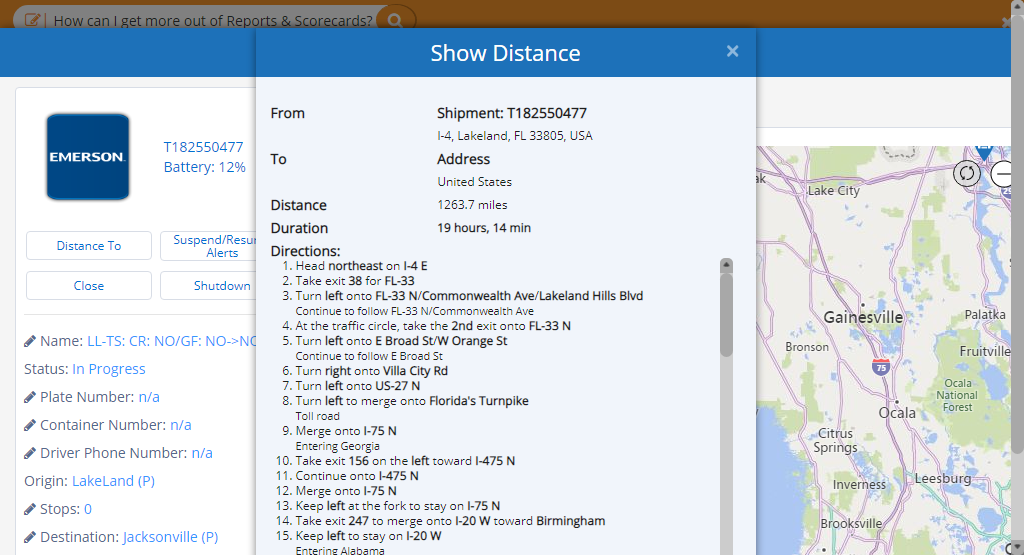 How can I get more out of Reports & Scorecards?
Show Distance
×
EMERSON.
T182550477
Battery: 12%
Distance To
Suspend/Resu
Alerts
Close
Shutdown
Name: LL-TS: CR: NO/GF: NO->NO
Status: In Progress
Plate Number: n/a
Container Number: n/a
Driver Phone Number: n/a
Origin: LakeLand (P)
Stops: 0
Destination: Jacksonville (P)
From
Shipment: T182550477
I-4, Lakeland, FL 33805, USA
To
Address
United States
Distance
1263.7 miles
Duration
19 hours, 14 min
Directions:
1. Head northeast on I-4 E
2. Take exit 38 for FL-33
3. Turn left onto FL-33 N/Commonwealth Ave/Lakeland Hills Blvd
Continue to follow FL-33 N/Commonwealth Ave
4. At the traffic circle, take the 2nd exit onto FL-33 N
5. Turn left onto E Broad St/W Orange St
Continue to follow E Broad St
6. Turn right onto Villa City Rd
7. Turn left onto US-27 N
8. Turn left to merge onto Florida's Turnpike
Toll road
9. Merge onto I-75 N
Entering Georgia
10. Take exit 156 on the left toward I-475 N
11. Continue onto I-475 N
12. Merge onto I-75 N
13. Keep left at the fork to stay on I-75 N
14. Take exit 247 to merge onto I-20 W toward Birmingham
15. Keep left to stay on I-20 W
Entering Alabama
ak
Lake City
Gainesville
Palatka
Bronson
75
Fruitville
Ocala
National
Forest
Ocala
Citrus
Springs
Inverness
Leesburg
Brooksville